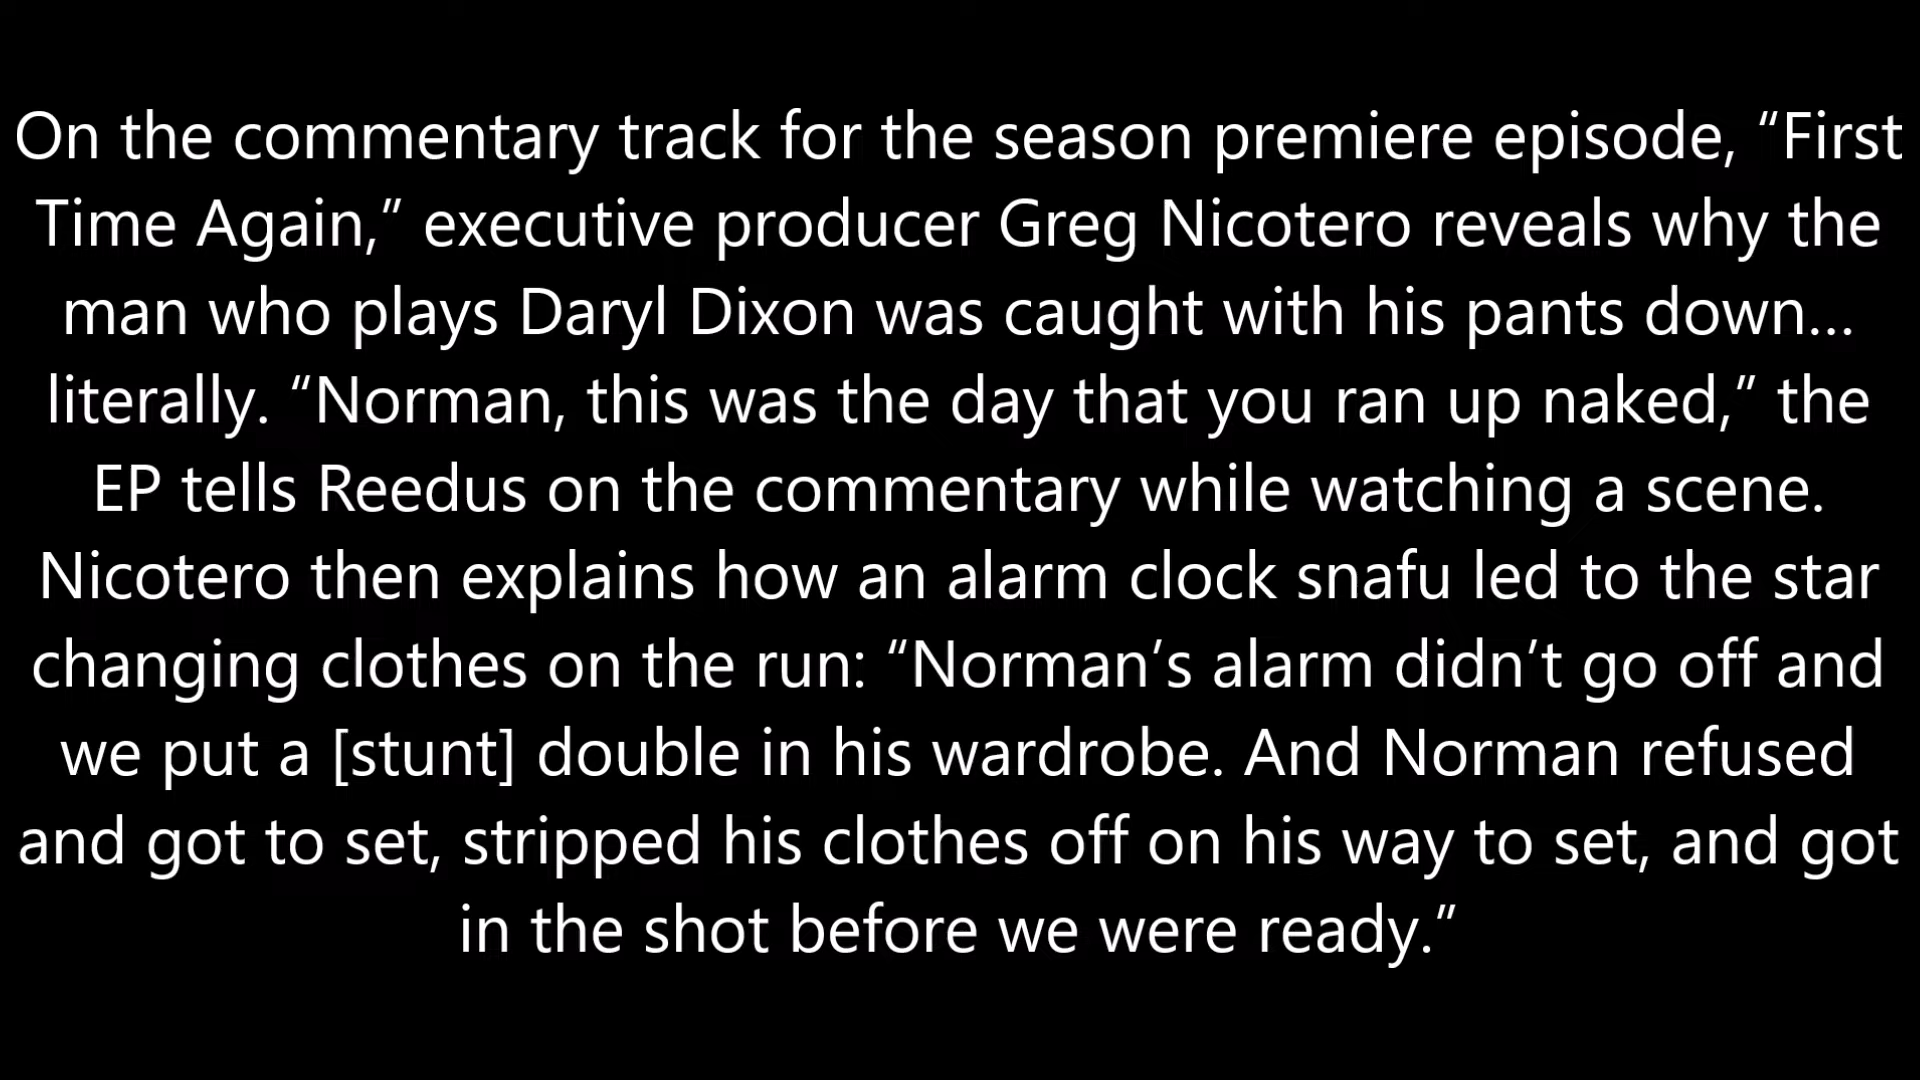 On the commentary track for the season premiere episode, “First
Time Again,” executive producer Greg Nicotero reveals why the
man who plays Daryl Dixon was caught with his pants down…
literally. “Norman, this was the day that you ran up naked,” the
EP tells Reedus on the commentary while watching a scene.
Nicotero then explains how an alarm clock snafu led to the star
changing clothes on the run: “Norman’s alarm didn’t go off and
we put a [stunt] double in his wardrobe. And Norman refused
and got to set, stripped his clothes off on his way to set, and got
in the shot before we were ready.”